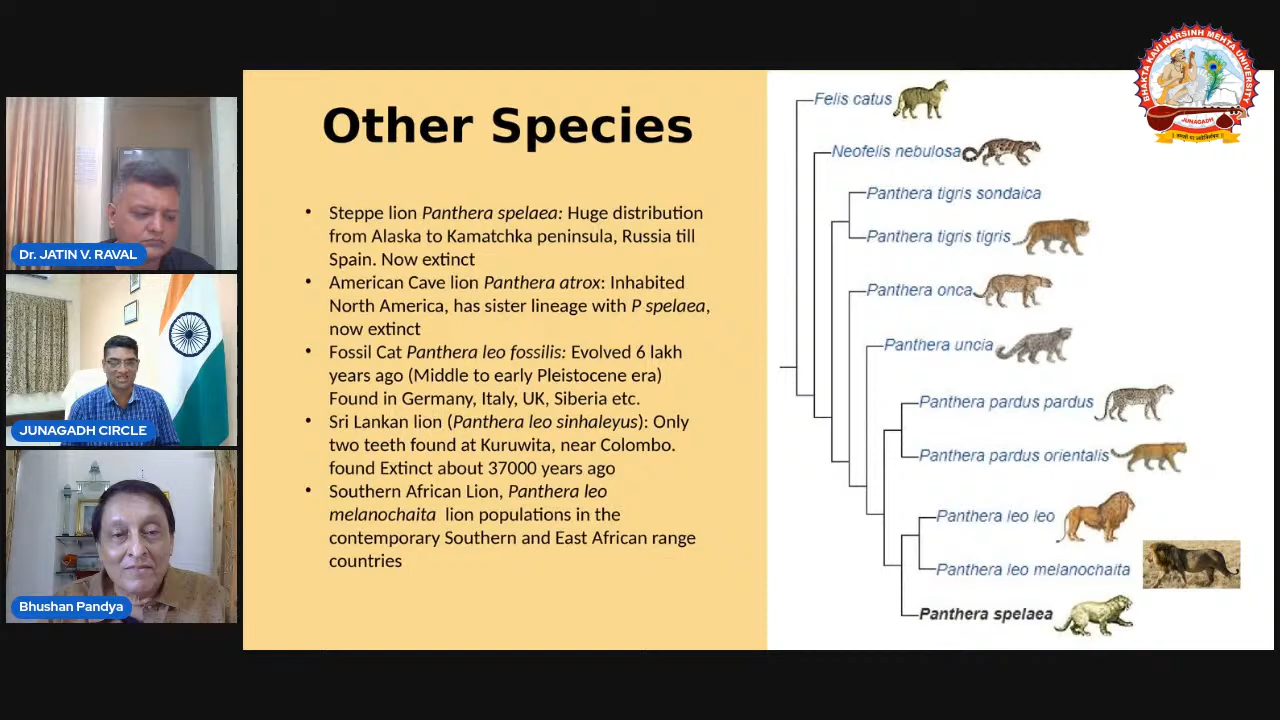 Other Species
• Steppe lion Panthera spelaea: Huge distribution
from Alaska to Kamatchka peninsula, Russia till
Spain. Now extinct
• American Cave lion Panthera atrox: Inhabited
North America, has sister lineage with P spelaea,
now extinct
• Fossil Cat Panthera leo fossilis: Evolved 6 lakh
years ago (Middle to early Pleistocene era)
Found in Germany, Italy, UK, Siberia etc.
• Sri Lankan lion (Panthera leo sinhaleyus): Only
two teeth found at Kuruwita, near Colombo.
found Extinct about 37000 years ago
• Southern African Lion, Panthera leo
melanochaita lion populations in the
contemporary Southern and East African range
countries
Felis catus
Neofelis nebulosa
Panthera tigris sondaica
Panthera tigris tigris
Panthera onca
Panthera uncia
Panthera pardus pardus
Panthera pardus orientalis
Panthera leo leo
Panthera leo melanochaita
Panthera spelaea
BHAKTA KAVI NARSINH MEHTA UNIVERSITY
JUNAGADH
Dr. JATIN V. RAVAL
JUNAGADH CIRCLE
Bhushan Pandya